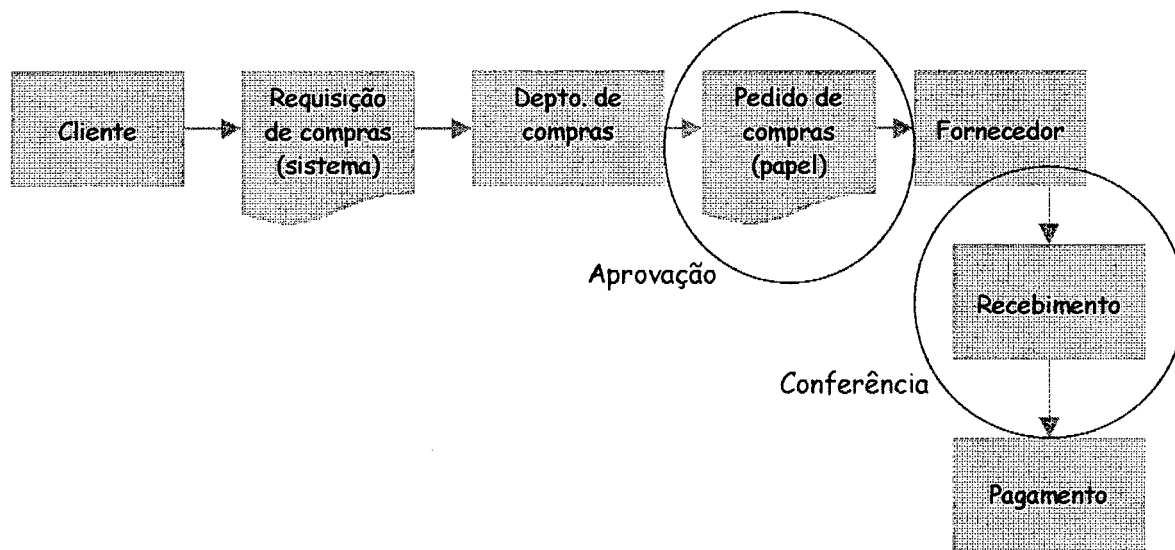 Cliente
Requisição
de compras
(sistema)
Depto. de
compras
Pedido de
compras
(papel)
Fornecedor
Aprovação
Recebimento
Conferência
Pagamento